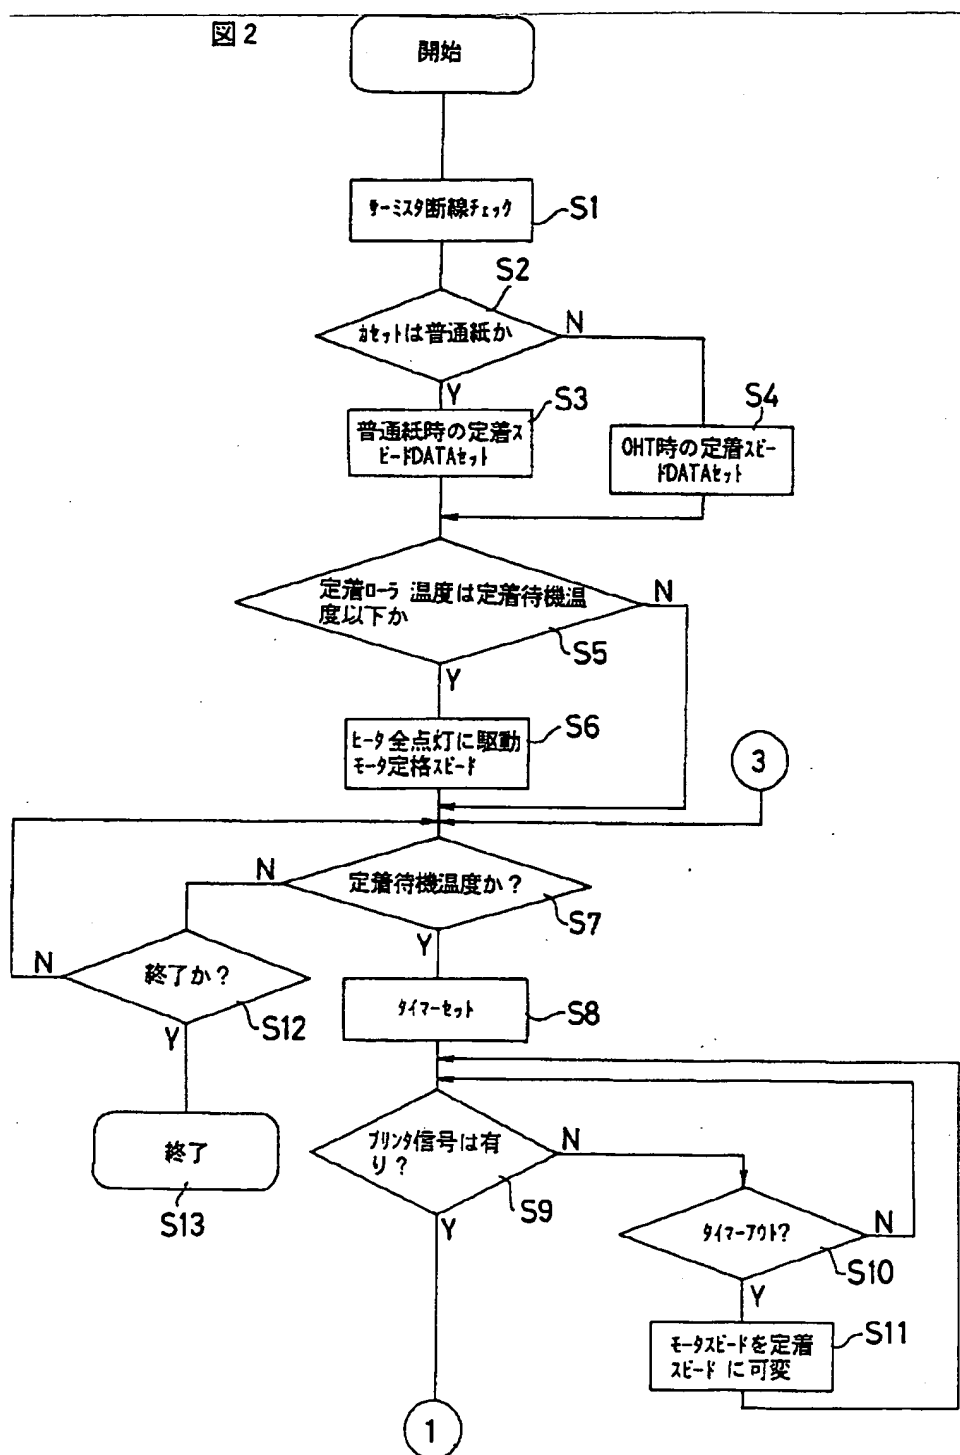 図2
開始
サーミスタ断線チェック
S1
S2
カセットは普通紙か
N
Y
S3
普通紙時の定着ス
ピードDATAセット
S4
OHT時の定着スピー
ドDATAセット
定着ローラ 温度は定着待機温
度以下か
N
S5
Y
ヒータ全点灯に駆動
モータ定格スピード
S6
3
定着待機温度か?
N
S7
Y
終了か?
N
S12
Y
タイマーセット
S8
終了
S13
プリンタ信号は有
り?
N
S9
Y
タイマーアウト?
N
S10
Y
モータスピードを定着
スピード に可変
S11
1